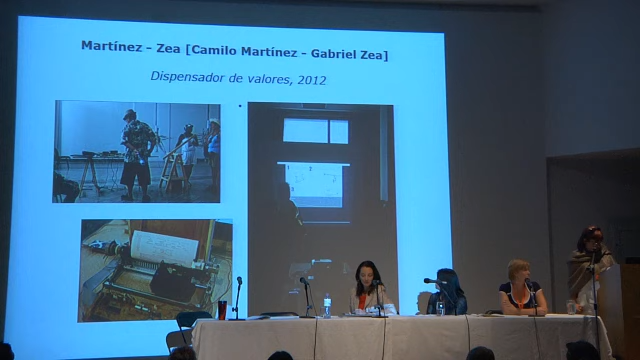 Martínez - Zea [Camilo Martínez - Gabriel Zea]
Dispensador de valores, 2012